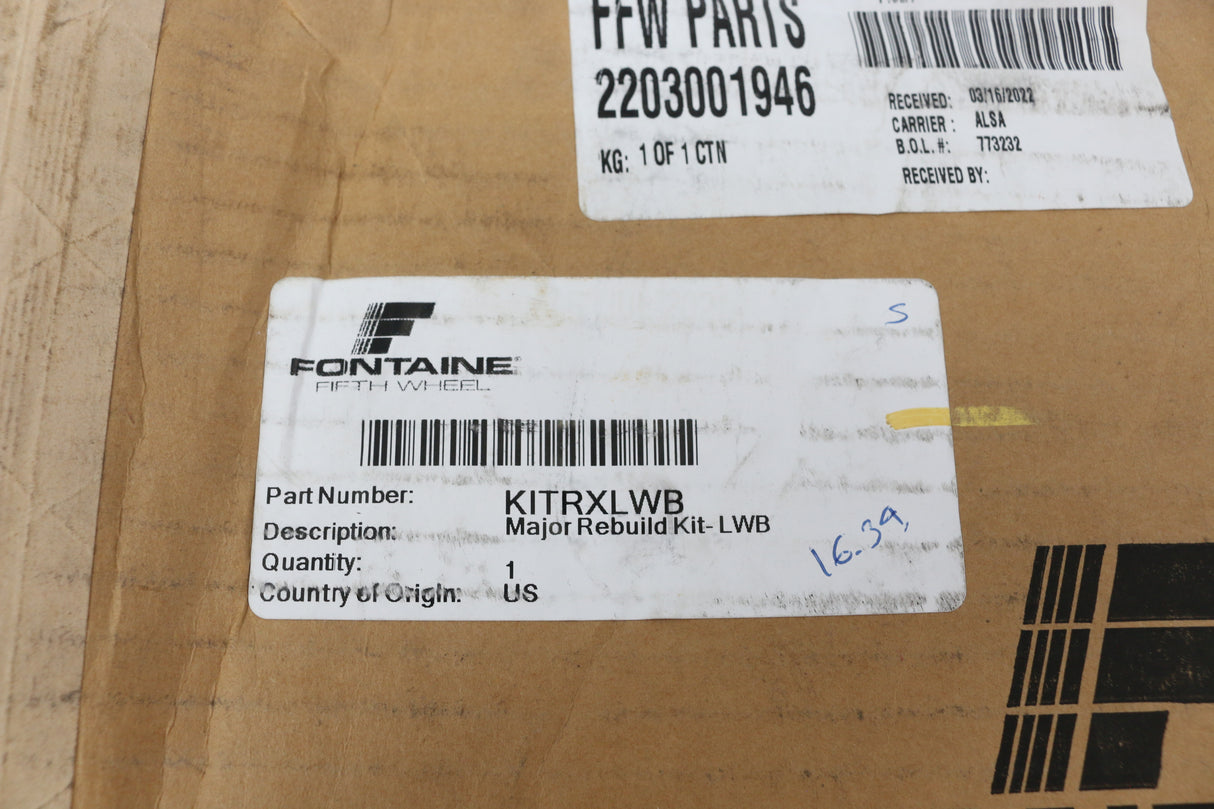 FFW PARTS
2203001946
KG: 1 OF 1 CTN
RECEIVED: 03/16/2022
CARRIER: ALSA
B.O.L.#: 773232
RECEIVED BY:
FONTAINE®
FIFTH WHEEL
S
Part Number: KITRXLWB
Description: Major Rebuild Kit- LWB
Quantity: 1
Country of Origin: US
16.39,